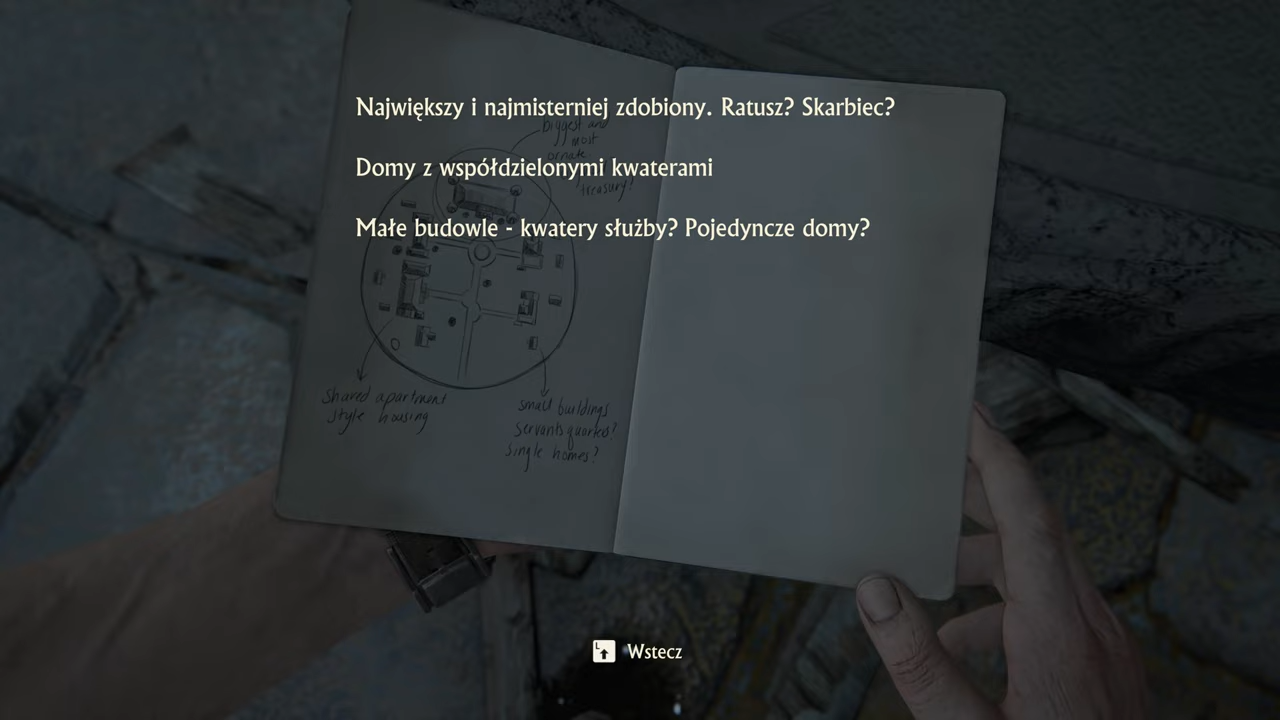 Największy i najmisterniej zdobiony. Ratusz? Skarbiec?
biggest and
most
ornate
treasury?
Domy z współdzielonymi kwaterami
Małe budowle - kwatery służby? Pojedyncze domy?
Shared apartment
style housing
small buildings
servants quarters?
single homes?
L
Wstecz